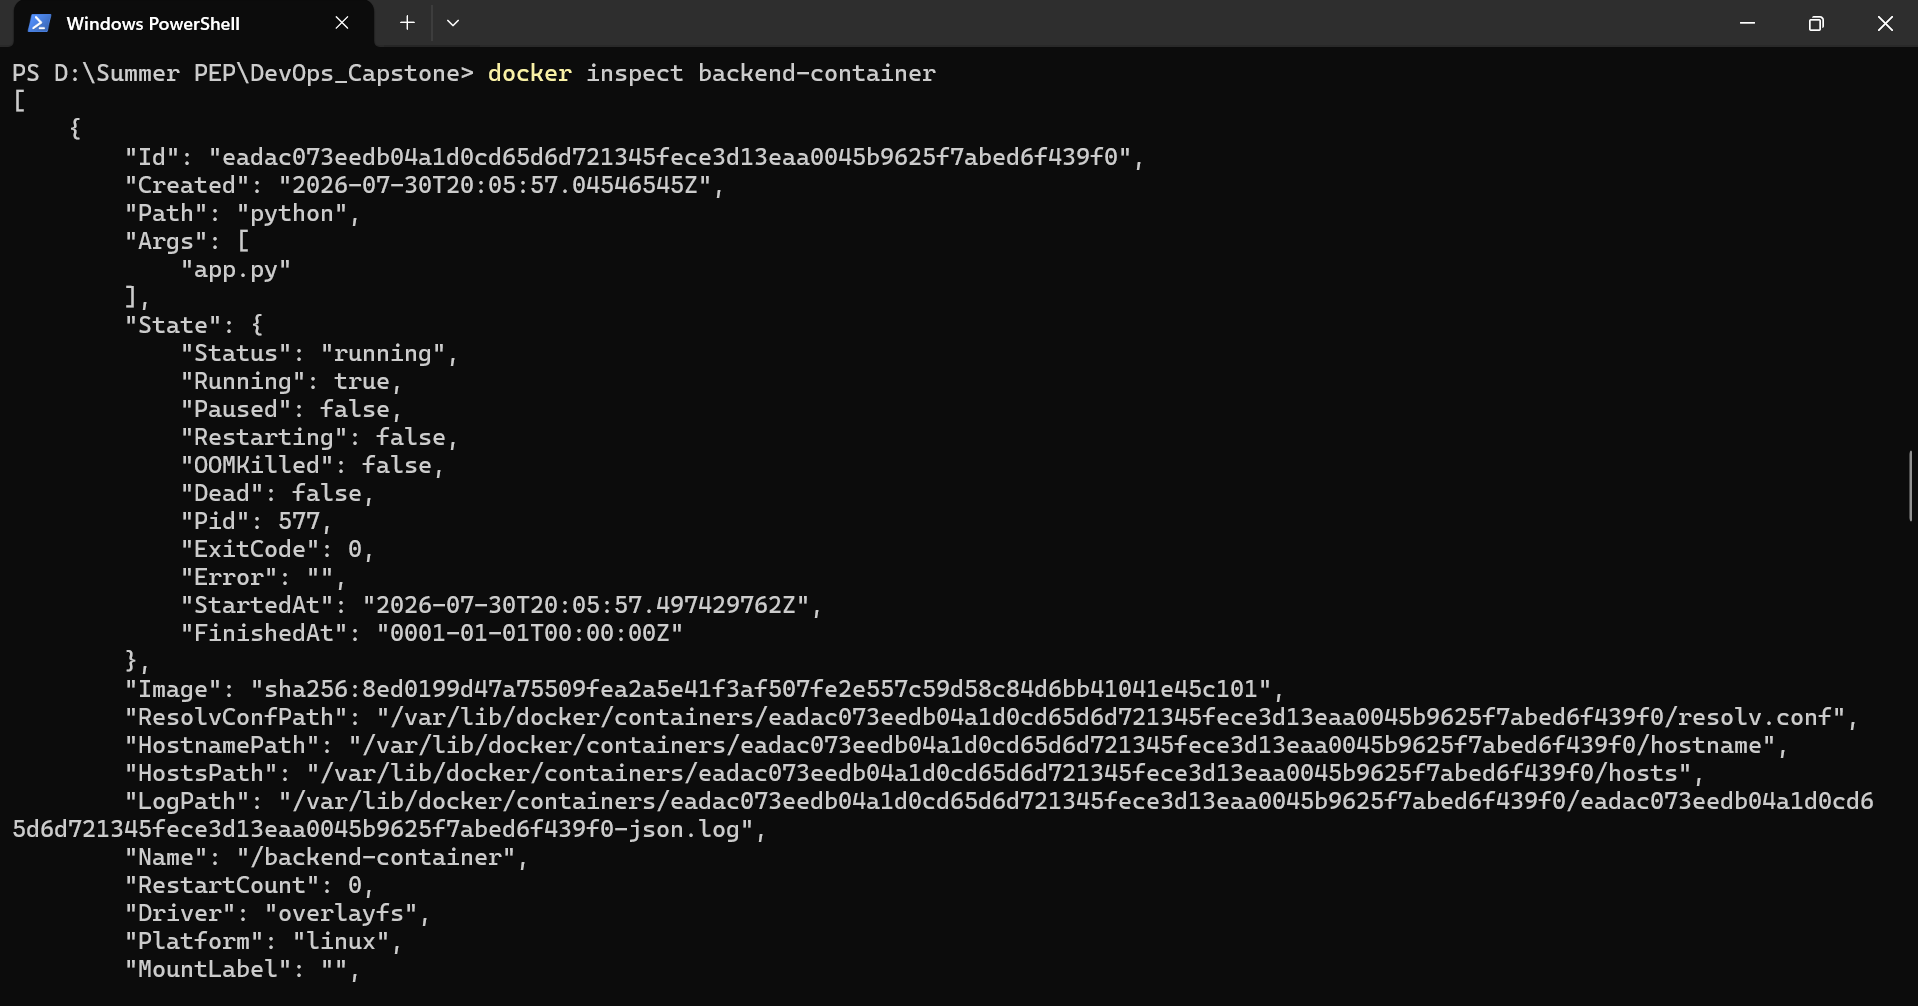 Windows PowerShell
PS D:\Summer PEP\DevOps_Capstone> docker inspect backend-container
[
    {
        "Id": "eadac073eedb04a1d0cd65d6d721345fece3d13eaa0045b9625f7abed6f439f0",
        "Created": "2026-07-30T20:05:57.04546545Z",
        "Path": "python",
        "Args": [
            "app.py"
        ],
        "State": {
            "Status": "running",
            "Running": true,
            "Paused": false,
            "Restarting": false,
            "OOMKilled": false,
            "Dead": false,
            "Pid": 577,
            "ExitCode": 0,
            "Error": "",
            "StartedAt": "2026-07-30T20:05:57.497429762Z",
            "FinishedAt": "0001-01-01T00:00:00Z"
        },
        "Image": "sha256:8ed0199d47a75509fea2a5e41f3af507fe2e557c59d58c84d6bb41041e45c101",
        "ResolvConfPath": "/var/lib/docker/containers/eadac073eedb04a1d0cd65d6d721345fece3d13eaa0045b9625f7abed6f439f0/resolv.conf",
        "HostnamePath": "/var/lib/docker/containers/eadac073eedb04a1d0cd65d6d721345fece3d13eaa0045b9625f7abed6f439f0/hostname",
        "HostsPath": "/var/lib/docker/containers/eadac073eedb04a1d0cd65d6d721345fece3d13eaa0045b9625f7abed6f439f0/hosts",
        "LogPath": "/var/lib/docker/containers/eadac073eedb04a1d0cd65d6d721345fece3d13eaa0045b9625f7abed6f439f0/eadac073eedb04a1d0cd6
5d6d721345fece3d13eaa0045b9625f7abed6f439f0-json.log",
        "Name": "/backend-container",
        "RestartCount": 0,
        "Driver": "overlayfs",
        "Platform": "linux",
        "MountLabel": "",